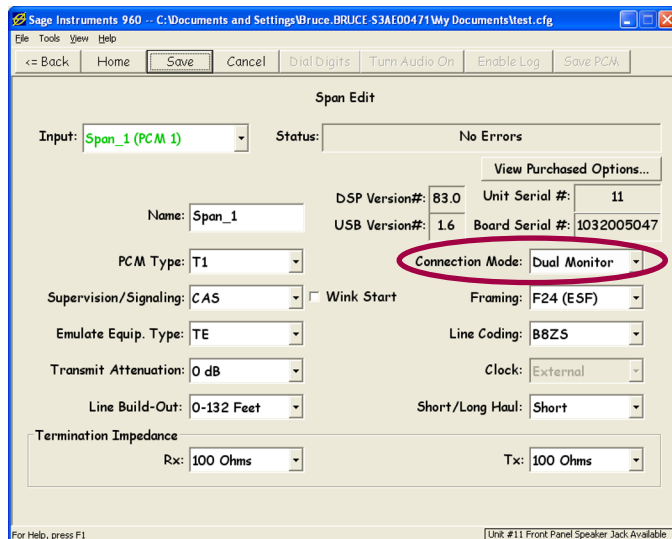 Sage Instruments 960 -- C:\Documents and Settings\Bruce.BRUCE-S3AE00471\My Documents\test.cfg
File Tools View Help
<= Back Home Save Cancel Dial Digits Turn Audio On Enable Log Save PCM
Span Edit
Input: Span_1 (PCM 1) Status: No Errors
View Purchased Options...
DSP Version#: 83.0 Unit Serial #: 11
Name: Span_1
USB Version#: 1.6 Board Serial #: 1032005047
PCM Type: T1 Connection Mode: Dual Monitor
Supervision/Signaling: CAS Wink Start Framing: F24 (ESF)
Emulate Equip. Type: TE Line Coding: B8ZS
Transmit Attenuation: 0 dB Clock: External
Line Build-Out: 0-132 Feet Short/Long Haul: Short
Termination Impedance
Rx: 100 Ohms Tx: 100 Ohms
For Help, press F1 Unit #11 Front Panel Speaker Jack Available